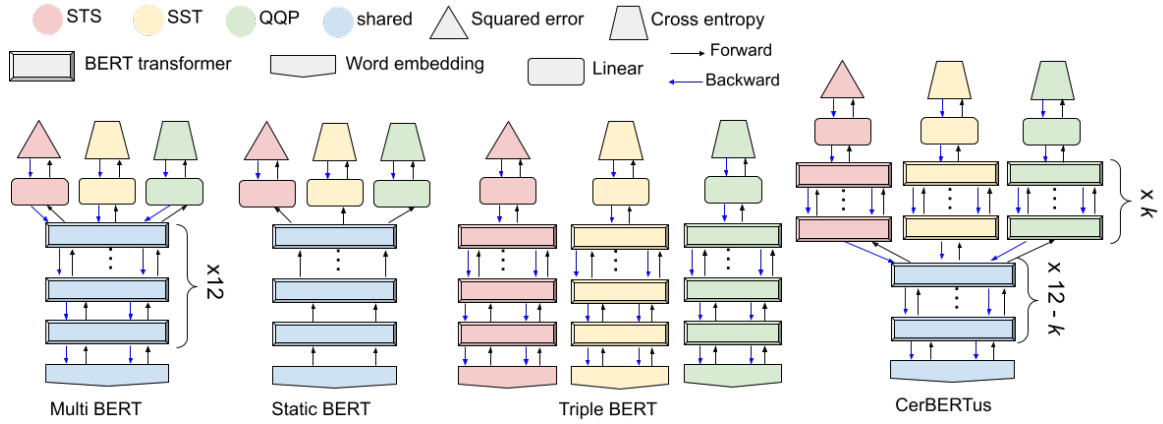 STS
SST
QQP
shared
Squared error
Cross entropy
BERT transformer
Word embedding
Linear
Forward
Backward
x12
x k
x 12 - k
Multi BERT
Static BERT
Triple BERT
CerBERTus